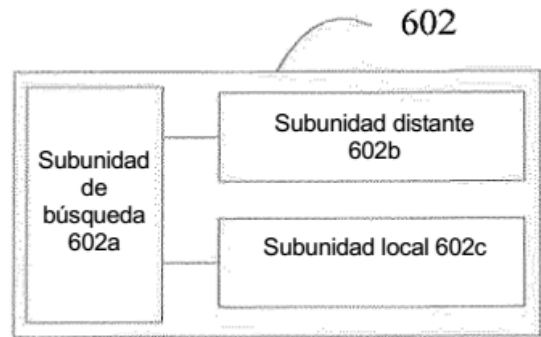 602
Subunidad
de
búsqueda
602a
Subunidad distante
602b
Subunidad local 602c